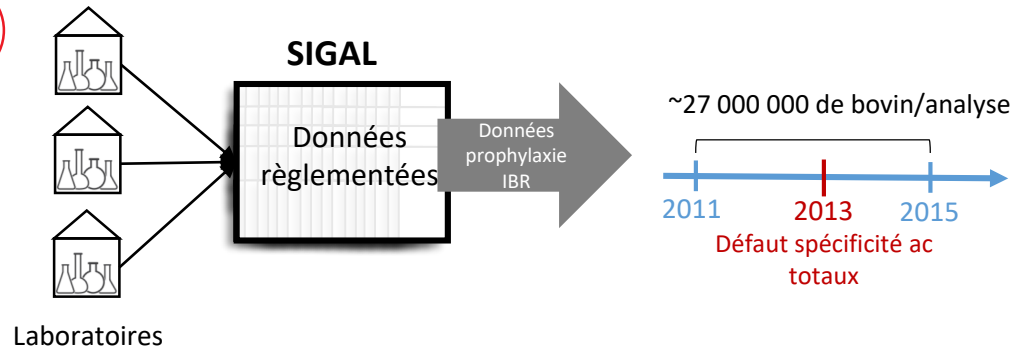 SIGAL
Données
règlementées
Données
prophylaxie
IBR
~27 000 000 de bovin/analyse
2011
2013
2015
Défaut spécificité ac
totaux
Laboratoires